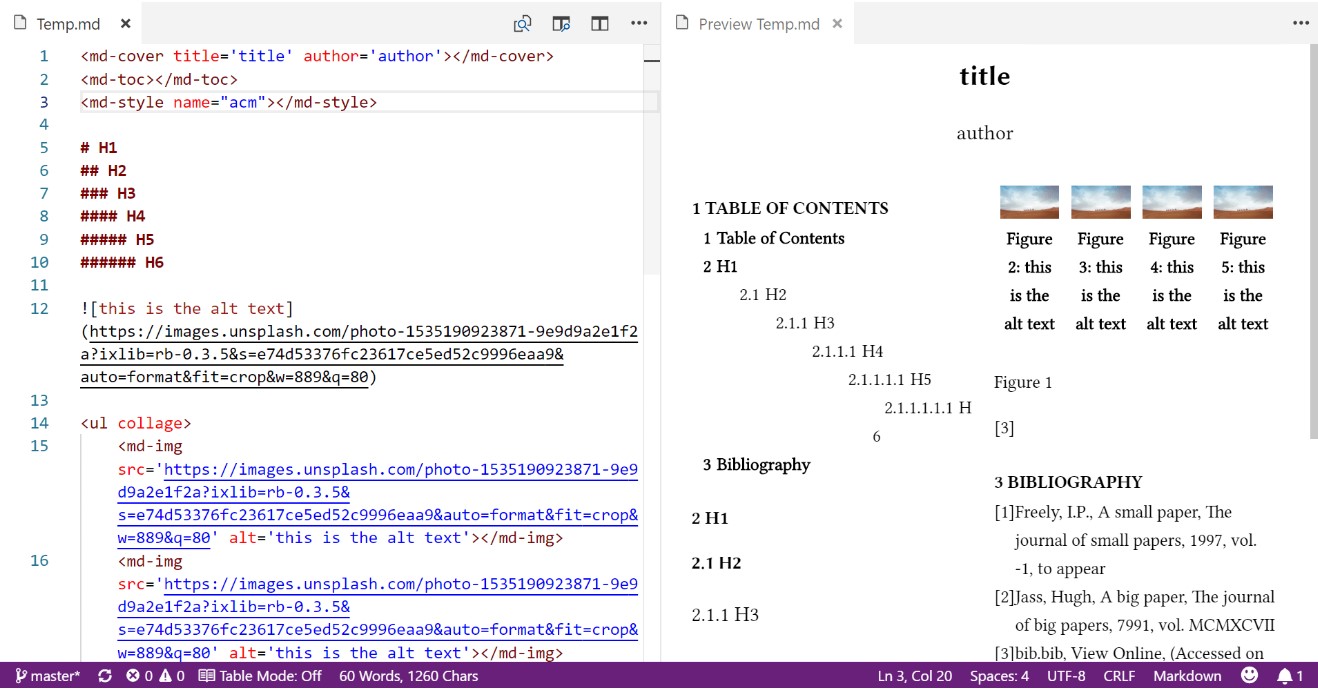 Temp.md
Preview Temp.md
1 <md-cover title='title' author='author'></md-cover>
2 <md-toc></md-toc>
3 <md-style name="acm"></md-style>
4
5 # H1
6 ## H2
7 ### H3
8 #### H4
9 ##### H5
10 ###### H6
11
12 ![this is the alt text]
(https://images.unsplash.com/photo-1535190923871-9e9d9a2e1f2
a?ixlib=rb-0.3.5&s=e74d53376fc23617ce5ed52c9996eaa9&
auto=format&fit=crop&w=889&q=80)
13
14 <ul collage>
15 <md-img
src='https://images.unsplash.com/photo-1535190923871-9e9
d9a2e1f2a?ixlib=rb-0.3.5&
s=e74d53376fc23617ce5ed52c9996eaa9&auto=format&fit=crop&
w=889&q=80' alt='this is the alt text'></md-img>
16 <md-img
src='https://images.unsplash.com/photo-1535190923871-9e9
d9a2e1f2a?ixlib=rb-0.3.5&
s=e74d53376fc23617ce5ed52c9996eaa9&auto=format&fit=crop&
w=889&q=80' alt='this is the alt text'></md-img>
title
author
1 TABLE OF CONTENTS
1 Table of Contents
2 H1
2.1 H2
2.1.1 H3
2.1.1.1 H4
2.1.1.1.1 H5
2.1.1.1.1.1 H
6
3 Bibliography
2 H1
2.1 H2
2.1.1 H3
Figure
2: this
is the
alt text
Figure
3: this
is the
alt text
Figure
4: this
is the
alt text
Figure
5: this
is the
alt text
Figure 1
[3]
3 BIBLIOGRAPHY
[1]Freely, I.P., A small paper, The
journal of small papers, 1997, vol.
-1, to appear
[2]Jass, Hugh, A big paper, The journal
of big papers, 7991, vol. MCMXCVII
[3]bib.bib, View Online, (Accessed on
master* 0 0 Table Mode: Off 60 Words, 1260 Chars Ln 3, Col 20 Spaces: 4 UTF-8 CRLF Markdown 1